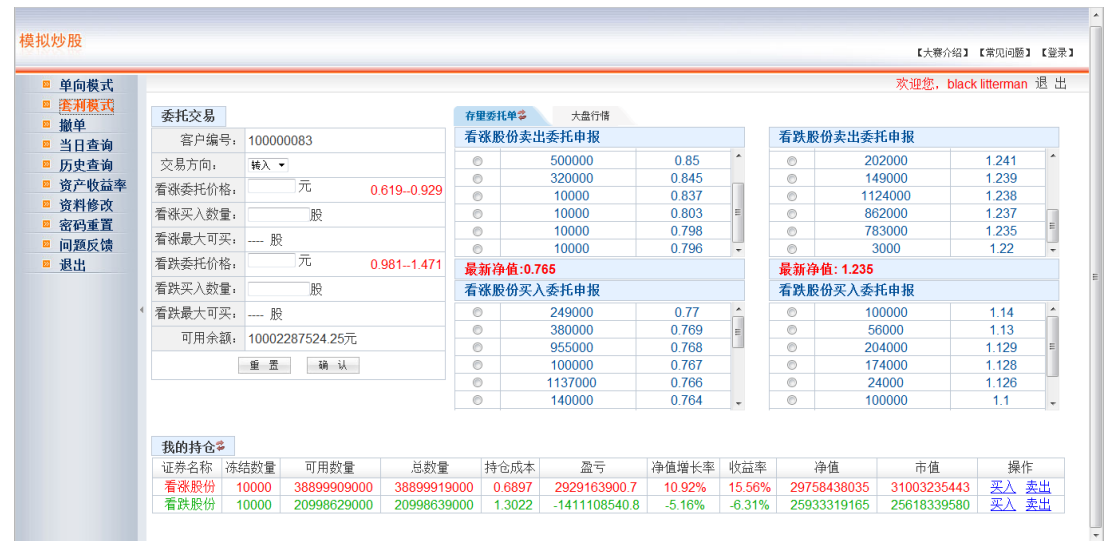 模拟炒股
【大赛介绍】 【常见问题】 【登录】
欢迎您, black litterman 退 出
单向模式
套利模式
撤单
当日查询
历史查询
资产收益率
资料修改
密码重置
问题反馈
退出
委托交易
客户编号: 100000083
交易方向: 转入
看涨委托价格: 元 0.619--0.929
看涨买入数量: 股
看涨最大可买: ---- 股
看跌委托价格: 元 0.981--1.471
看跌买入数量: 股
看跌最大可买: ---- 股
可用余额: 10002287524.25元
重 置 确 认
存量委托单 大盘行情
看涨股份卖出委托申报
500000 0.85
320000 0.845
10000 0.837
10000 0.803
10000 0.798
10000 0.796
最新净值:0.765
看涨股份买入委托申报
249000 0.77
380000 0.769
955000 0.768
100000 0.767
1137000 0.766
140000 0.764
看跌股份卖出委托申报
202000 1.241
149000 1.239
1124000 1.238
862000 1.237
783000 1.235
3000 1.22
最新净值: 1.235
看跌股份买入委托申报
100000 1.14
56000 1.13
204000 1.129
174000 1.128
24000 1.126
100000 1.1
我的持仓
证券名称 冻结数量 可用数量 总数量 持仓成本 盈亏 净值增长率 收益率 净值 市值 操作
看涨股份 10000 38899909000 38899919000 0.6897 2929163900.7 10.92% 15.56% 29758438035 31003235443 买入 卖出
看跌股份 10000 20998629000 20998639000 1.3022 -1411108540.8 -5.16% -6.31% 25933319165 25618339580 买入 卖出